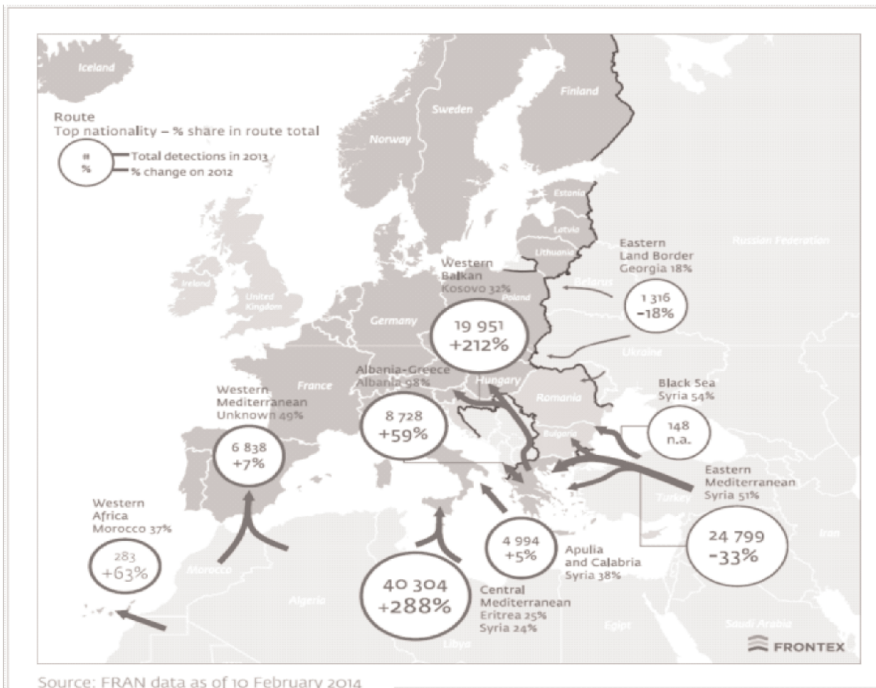 Iceland
Finland
Sweden
Norway
Route
Top nationality – % share in route total
#
%
Total detections in 2013
% change on 2012
Estonia
Latvia
Lithuania
Russian Federation
Eastern
Land Border
Georgia 18%
1 316
-18%
Belarus
Western
Balkan
Kosovo 32%
Poland
19 951
+212%
Ireland
United
Kingdom
Germany
Ukraine
France
Albania-Greece
Albania 98%
8 728
+59%
Hungary
Romania
Black Sea
Syria 54%
148
n.a.
Bulgaria
Western
Mediterranean
Unknown 49%
6 838
+7%
Eastern
Mediterranean
Syria 51%
24 799
-33%
Turkey
Western
Africa
Morocco 37%
283
+63%
Morocco
4 994
+5%
Apulia
and Calabria
Syria 38%
40 304
+288%
Central
Mediterranean
Eritrea 25%
Syria 24%
Algeria
Libya
Egypt
Saudi Arabia
Iran
FRONTEX
Source: FRAN data as of 10 February 2014